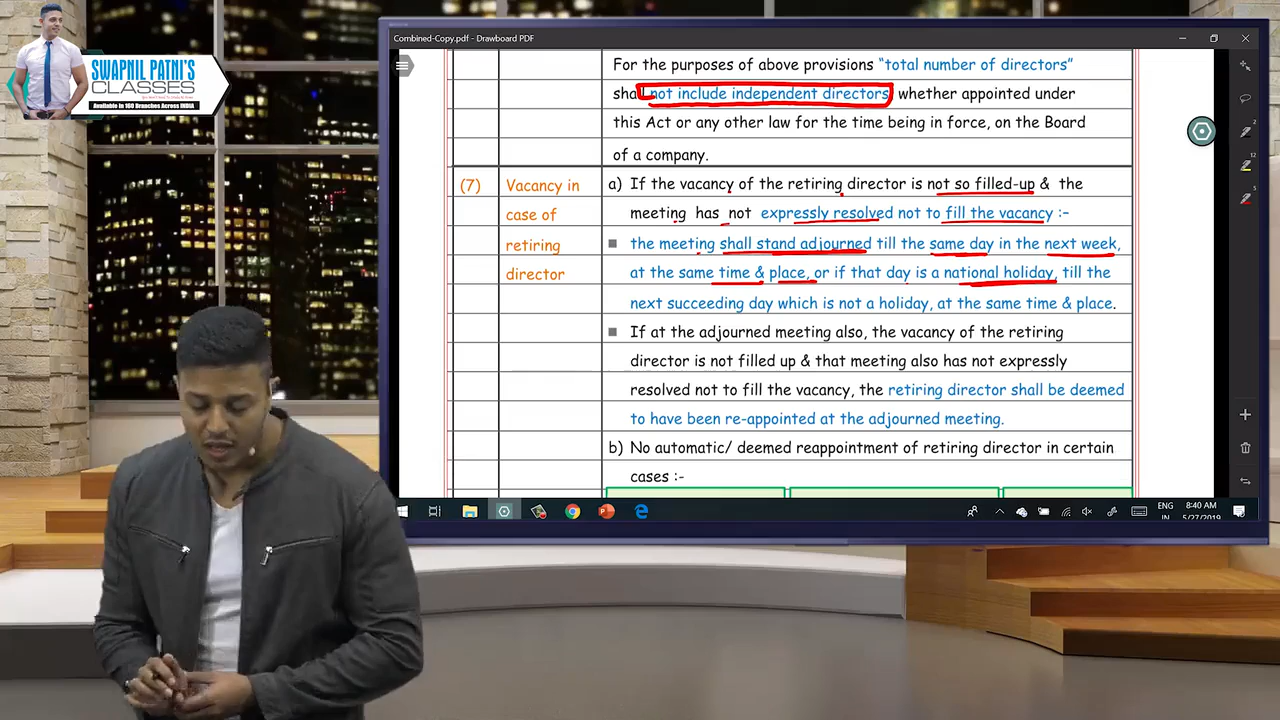 SWAPNIL PATNI'S
CLASSES
Available in 160 Branches Across INDIA
Combined-Copy.pdf - Drawboard PDF
For the purposes of above provisions "total number of directors"
shall not include independent directors whether appointed under
this Act or any other law for the time being in force, on the Board
of a company.
(7) Vacancy in case of retiring director
a) If the vacancy of the retiring director is not so filled-up & the
meeting has not expressly resolved not to fill the vacancy :-
■ the meeting shall stand adjourned till the same day in the next week,
at the same time & place, or if that day is a national holiday, till the
next succeeding day which is not a holiday, at the same time & place.
■ If at the adjourned meeting also, the vacancy of the retiring
director is not filled up & that meeting also has not expressly
resolved not to fill the vacancy, the retiring director shall be deemed
to have been re-appointed at the adjourned meeting.
b) No automatic/ deemed reappointment of retiring director in certain
cases :-
ENG
IN
8:40 AM
5/27/2019